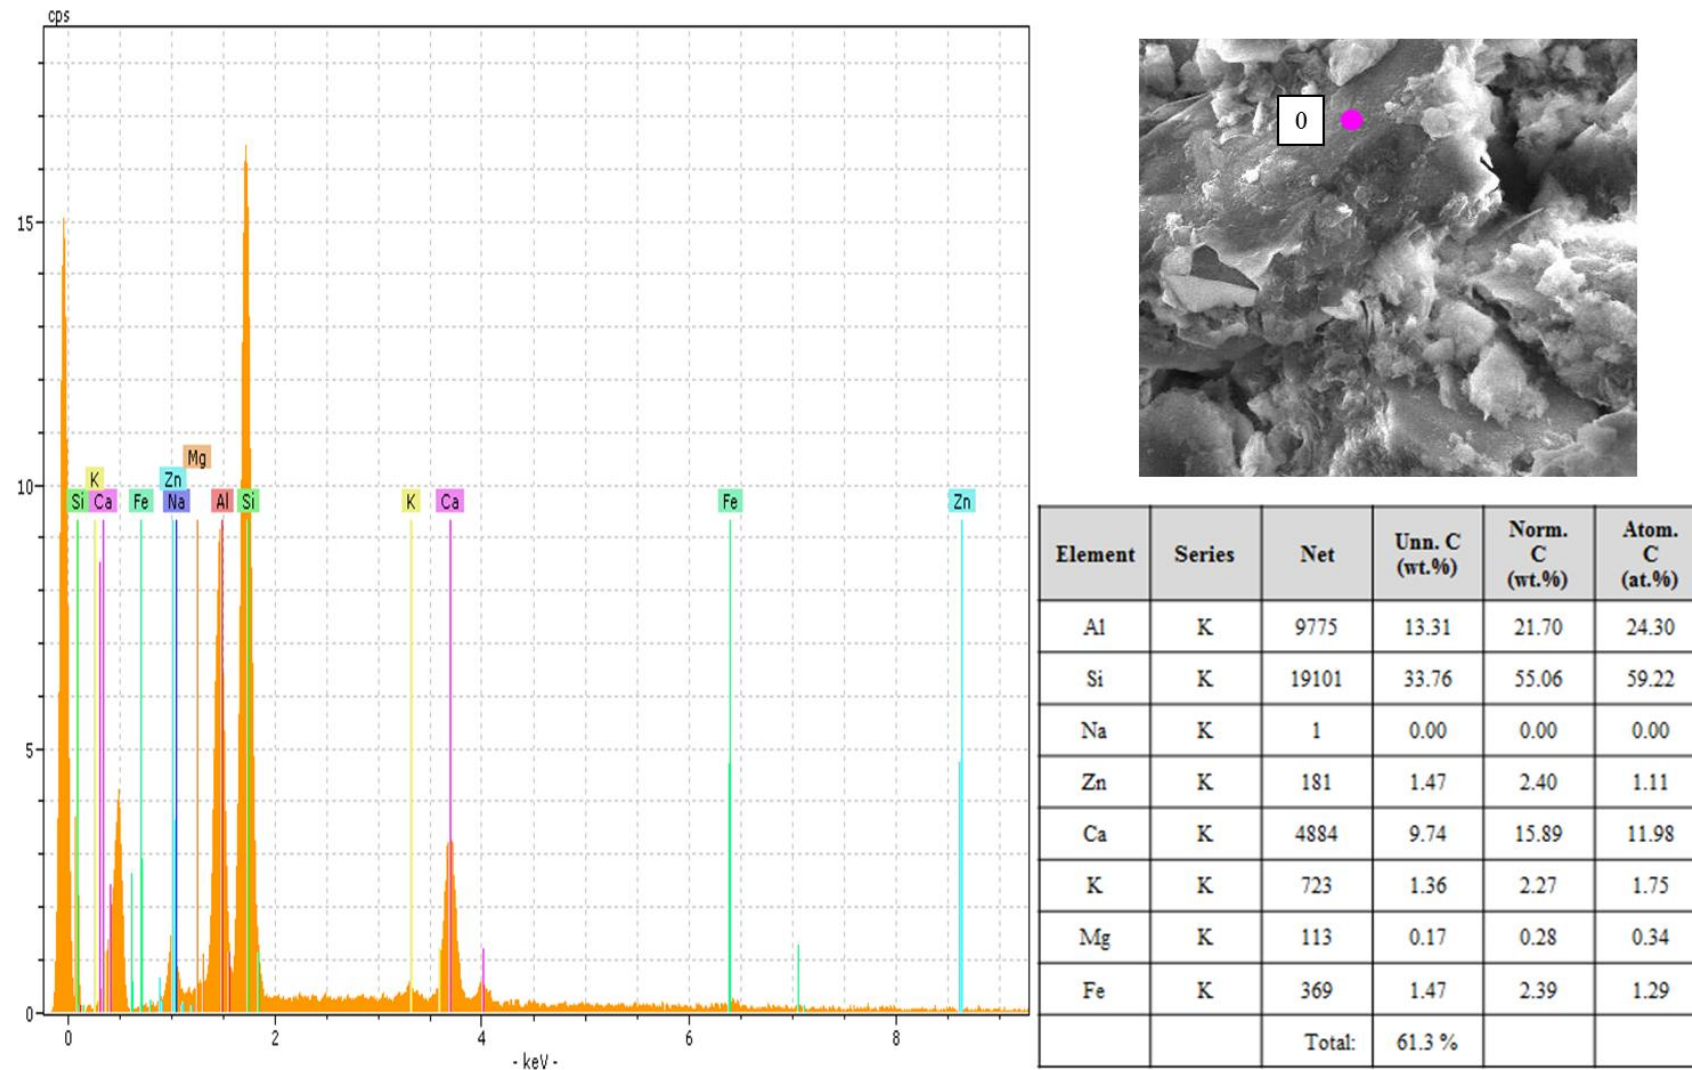 cps
15
10
5
0
Mg
K
Zn
Si
Ca
Fe
Na
Al
Si
K
Ca
Fe
Zn
0
2
4
6
8
- keV -
0
Element Series Net Unn. C (wt.%) Norm. C (wt.%) Atom. C (at.%)
Al K 9775 13.31 21.70 24.30
Si K 19101 33.76 55.06 59.22
Na K 1 0.00 0.00 0.00
Zn K 181 1.47 2.40 1.11
Ca K 4884 9.74 15.89 11.98
K K 723 1.36 2.27 1.75
Mg K 113 0.17 0.28 0.34
Fe K 369 1.47 2.39 1.29
Total: 61.3 %